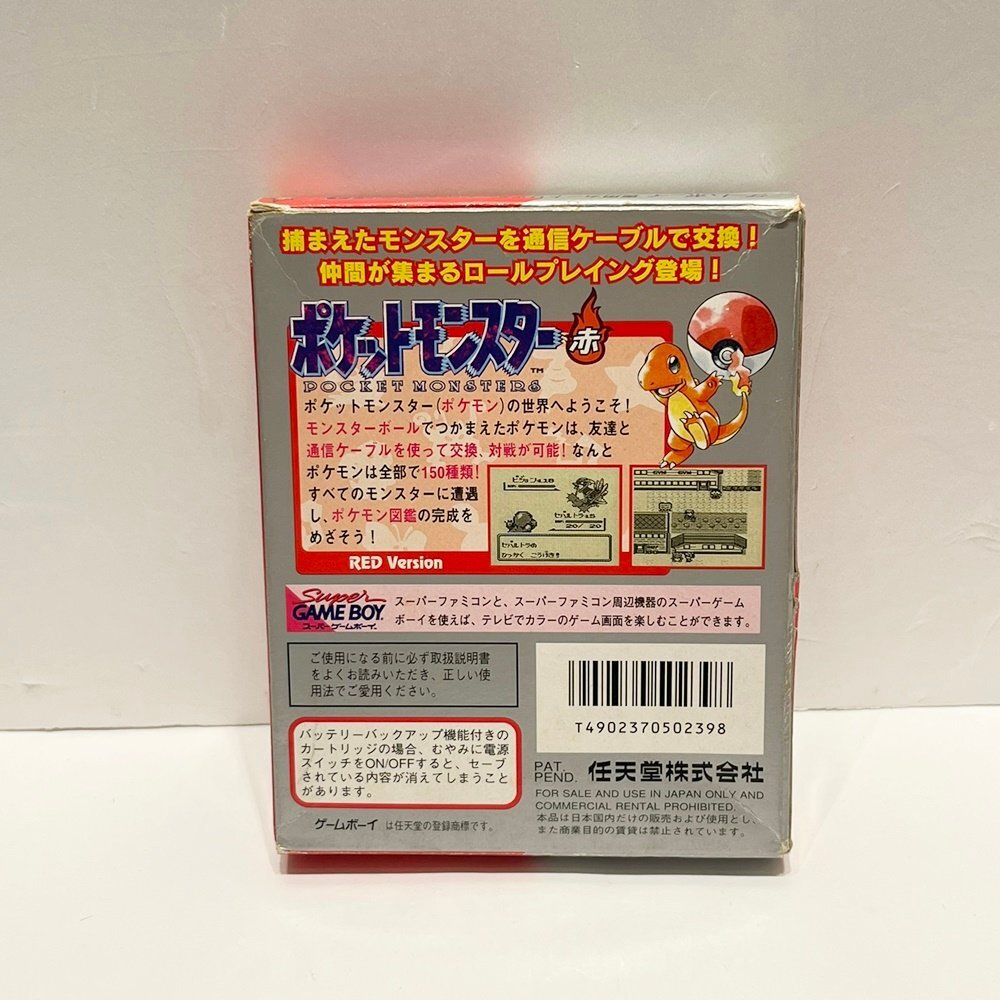 捕まえたモンスターを通信ケーブルで交換！
仲間が集まるロールプレイング登場！
ポケットモンスター 赤
TM
POCKET MONSTERS
ポケットモンスター(ポケモン)の世界へようこそ!
モンスターボールでつかまえたポケモンは、友達と
通信ケーブルを使って交換、対戦が可能! なんと
ポケモンは全部で150種類!
すべてのモンスターに遭遇
し、ポケモン図鑑の完成を
めざそう!
RED Version
20/ 20
ひっかく こうげき!!
GYM
Super
GAME BOY
スーパーゲームボーイ
スーパーファミコンと、スーパーファミコン周辺機器のスーパーゲーム
ボーイを使えば、テレビでカラーのゲーム画面を楽しむことができます。
ご使用になる前に必ず取扱説明書
をよくお読みいただき、正しい使
用法でご愛用ください。
T4902370502398
バッテリーバックアップ機能付きの
カートリッジの場合、むやみに電源
スイッチをON/OFFすると、セーブ
されている内容が消えてしまうこと
があります。
PAT.
PEND. 任天堂株式会社
FOR SALE AND USE IN JAPAN ONLY AND
COMMERCIAL RENTAL PROHIBITED.
本品は日本国内だけの販売および使用とし、
また商業目的の賃貸は禁止されています。
ゲームボーイ は任天堂の登録商標です。